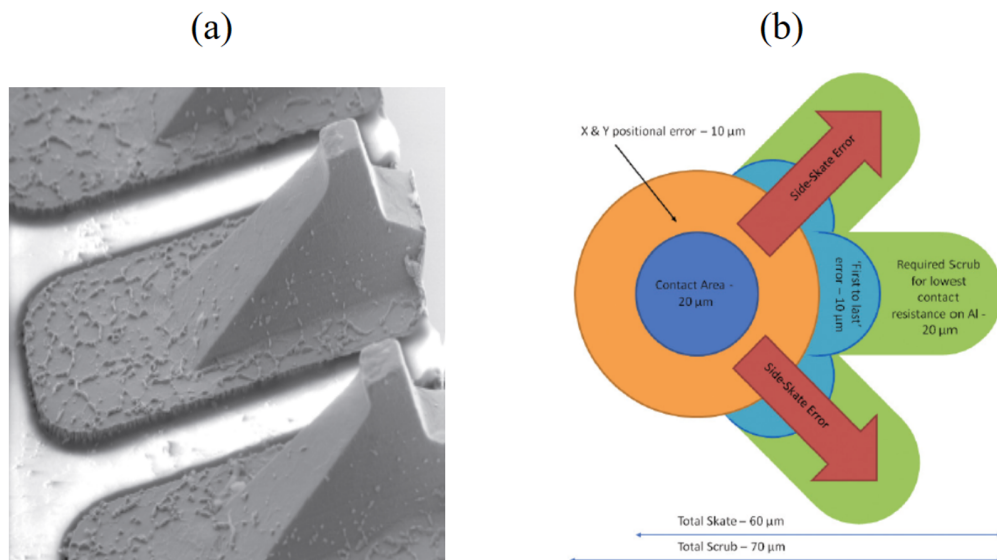 (a)
(b)
X & Y positional error – 10 µm
Side-Skate Error
Contact Area -
20 µm
'First to last'
error – 10 µm
Required Scrub
for lowest
contact
resistance on Al -
20 µm
Side-Skate Error
Total Skate – 60 µm
Total Scrub – 70 µm